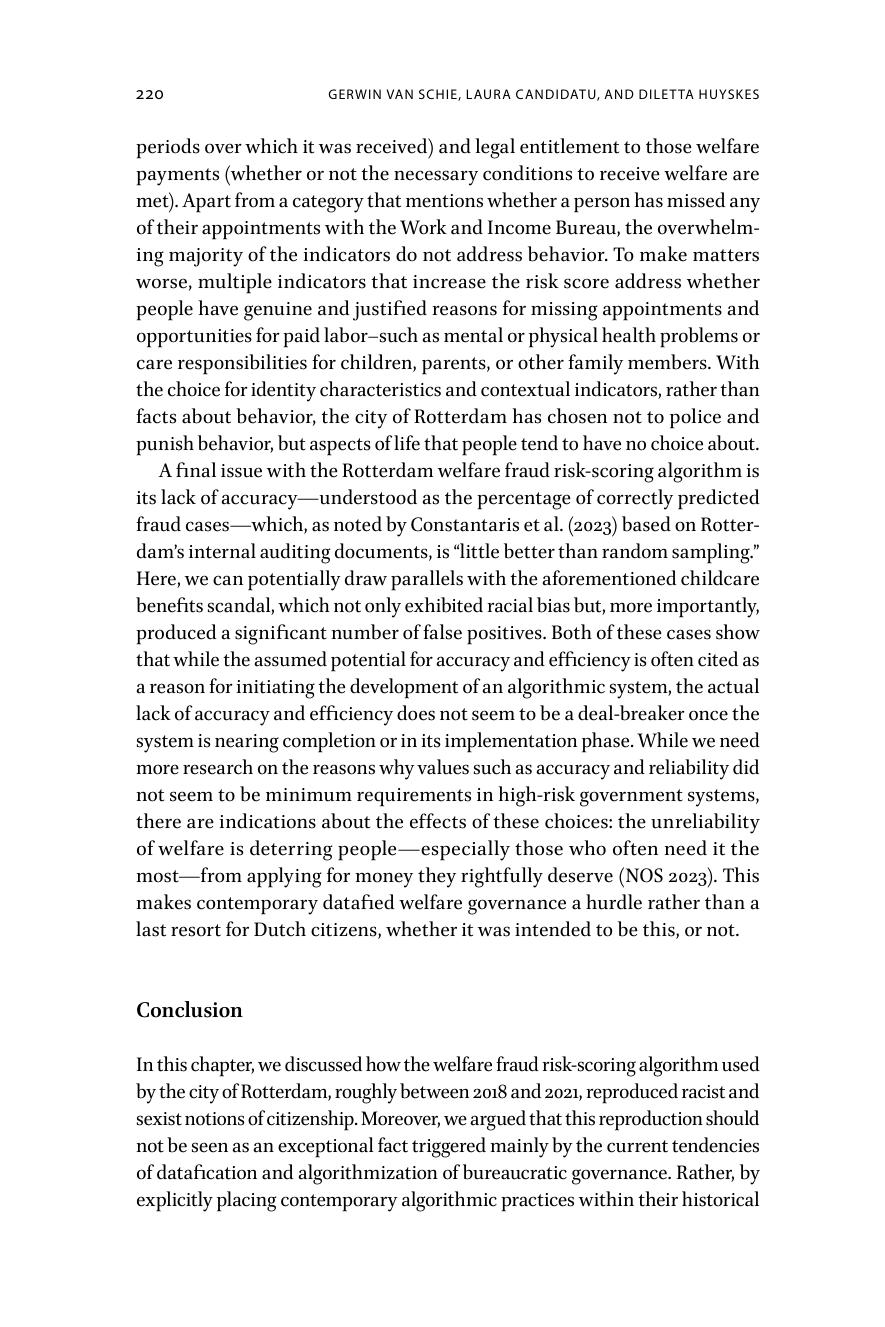 220 GERWIN VAN SCHIE, LAURA CANDIDATU, AND DILETTA HUYSKES
periods over which it was received) and legal entitlement to those welfare
payments (whether or not the necessary conditions to receive welfare are
met). Apart from a category that mentions whether a person has missed any
of their appointments with the Work and Income Bureau, the overwhelm-
ing majority of the indicators do not address behavior. To make matters
worse, multiple indicators that increase the risk score address whether
people have genuine and justified reasons for missing appointments and
opportunities for paid labor–such as mental or physical health problems or
care responsibilities for children, parents, or other family members. With
the choice for identity characteristics and contextual indicators, rather than
facts about behavior, the city of Rotterdam has chosen not to police and
punish behavior, but aspects of life that people tend to have no choice about.
A final issue with the Rotterdam welfare fraud risk-scoring algorithm is
its lack of accuracy—understood as the percentage of correctly predicted
fraud cases—which, as noted by Constantaris et al. (2023) based on Rotter-
dam’s internal auditing documents, is “little better than random sampling.”
Here, we can potentially draw parallels with the aforementioned childcare
benefits scandal, which not only exhibited racial bias but, more importantly,
produced a significant number of false positives. Both of these cases show
that while the assumed potential for accuracy and efficiency is often cited as
a reason for initiating the development of an algorithmic system, the actual
lack of accuracy and efficiency does not seem to be a deal-breaker once the
system is nearing completion or in its implementation phase. While we need
more research on the reasons why values such as accuracy and reliability did
not seem to be minimum requirements in high-risk government systems,
there are indications about the effects of these choices: the unreliability
of welfare is deterring people—especially those who often need it the
most—from applying for money they rightfully deserve (NOS 2023). This
makes contemporary datafied welfare governance a hurdle rather than a
last resort for Dutch citizens, whether it was intended to be this, or not.
Conclusion
In this chapter, we discussed how the welfare fraud risk-scoring algorithm used
by the city of Rotterdam, roughly between 2018 and 2021, reproduced racist and
sexist notions of citizenship. Moreover, we argued that this reproduction should
not be seen as an exceptional fact triggered mainly by the current tendencies
of datafication and algorithmization of bureaucratic governance. Rather, by
explicitly placing contemporary algorithmic practices within their historical